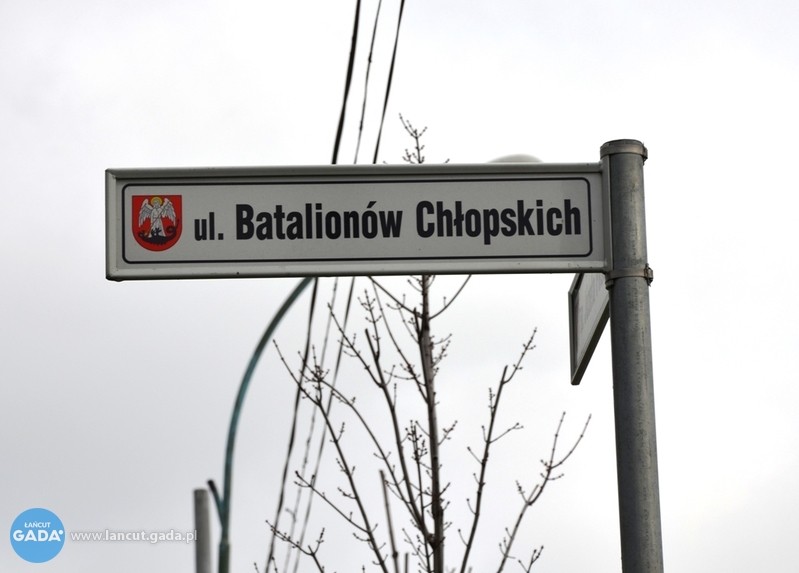 ul. Batalionów Chłopskich
ŁAŃCUT
GADA
www.lancut.gada.pl